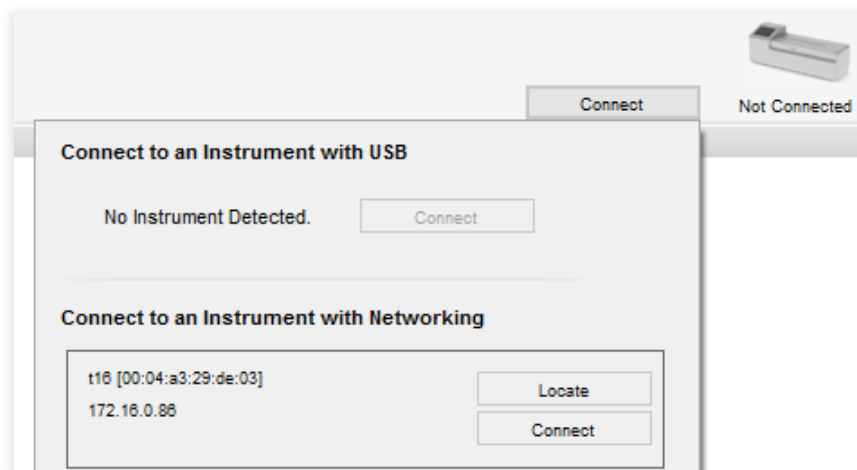 Connect
Not Connected
Connect to an Instrument with USB
No Instrument Detected.
Connect
Connect to an Instrument with Networking
t16 [00:04:a3:29:de:03]
Locate
172.16.0.86
Connect